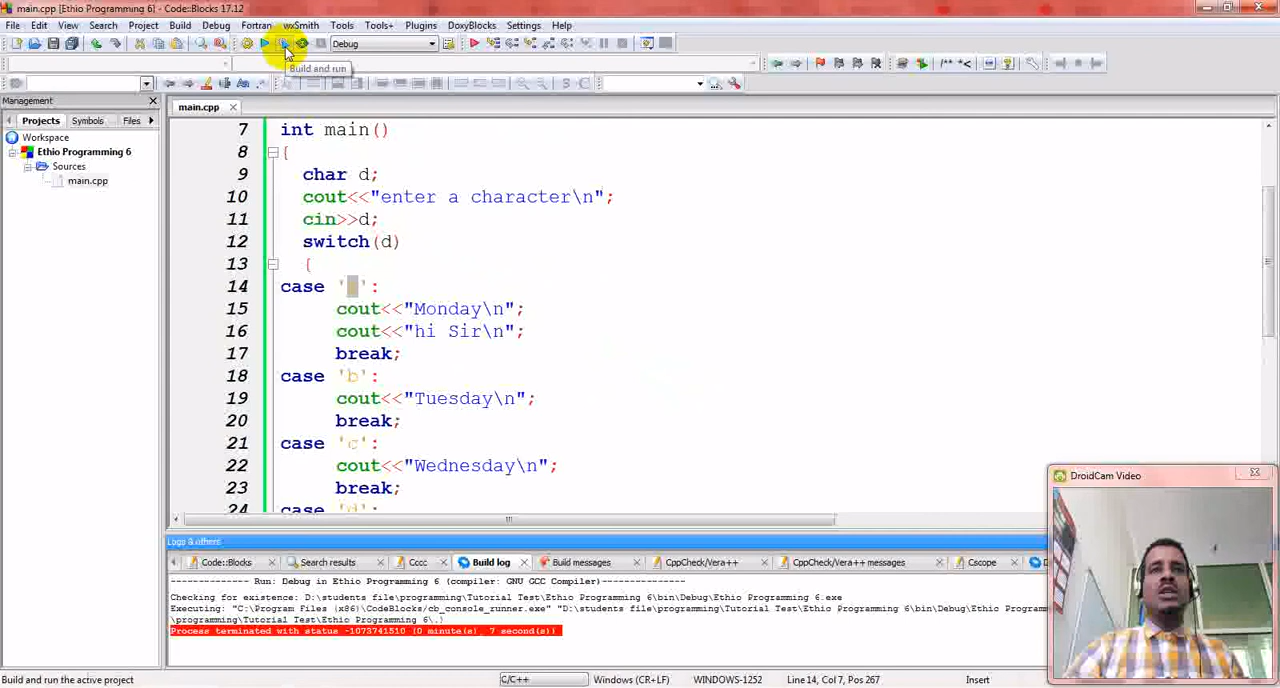 main.cpp [Ethio Programming 6] - Code::Blocks 17.12
File Edit View Search Project Build Debug Fortran wxSmith Tools Tools+ Plugins DoxyBlocks Settings Help
Debug
Build and run
Management
main.cpp
Projects Symbols Files
Workspace
Ethio Programming 6
Sources
main.cpp
7 int main()
8 {
9 char d;
10 cout<<"enter a character\n";
11 cin>>d;
12 switch(d)
13 {
14 case ' ':
15 cout<<"Monday\n";
16 cout<<"hi Sir\n";
17 break;
18 case 'b':
19 cout<<"Tuesday\n";
20 break;
21 case 'c':
22 cout<<"Wednesday\n";
23 break;
24 case 'd':
DroidCam Video
Logs & others
Code::Blocks Search results Cccc Build log Build messages CppCheck/Vera++ CppCheck/Vera++ messages Cscope
-------------- Run: Debug in Ethio Programming 6 (compiler: GNU GCC Compiler)---------------
Checking for existence: D:\students file\programming\Tutorial Test\Ethio Programming 6\bin\Debug\Ethio Programming 6.exe
Executing: "C:\Program Files (x86)\CodeBlocks/cb_console_runner.exe" "D:\students file\programming\Tutorial Test\Ethio Programming 6\bin\Debug\Ethio Programming
\programming\Tutorial Test\Ethio Programming 6\.)
Process terminated with status -1073741510 (0 minute(s), 7 second(s))
Build and run the active project C/C++ Windows (CR+LF) WINDOWS-1252 Line 14, Col 7, Pos 267 Insert